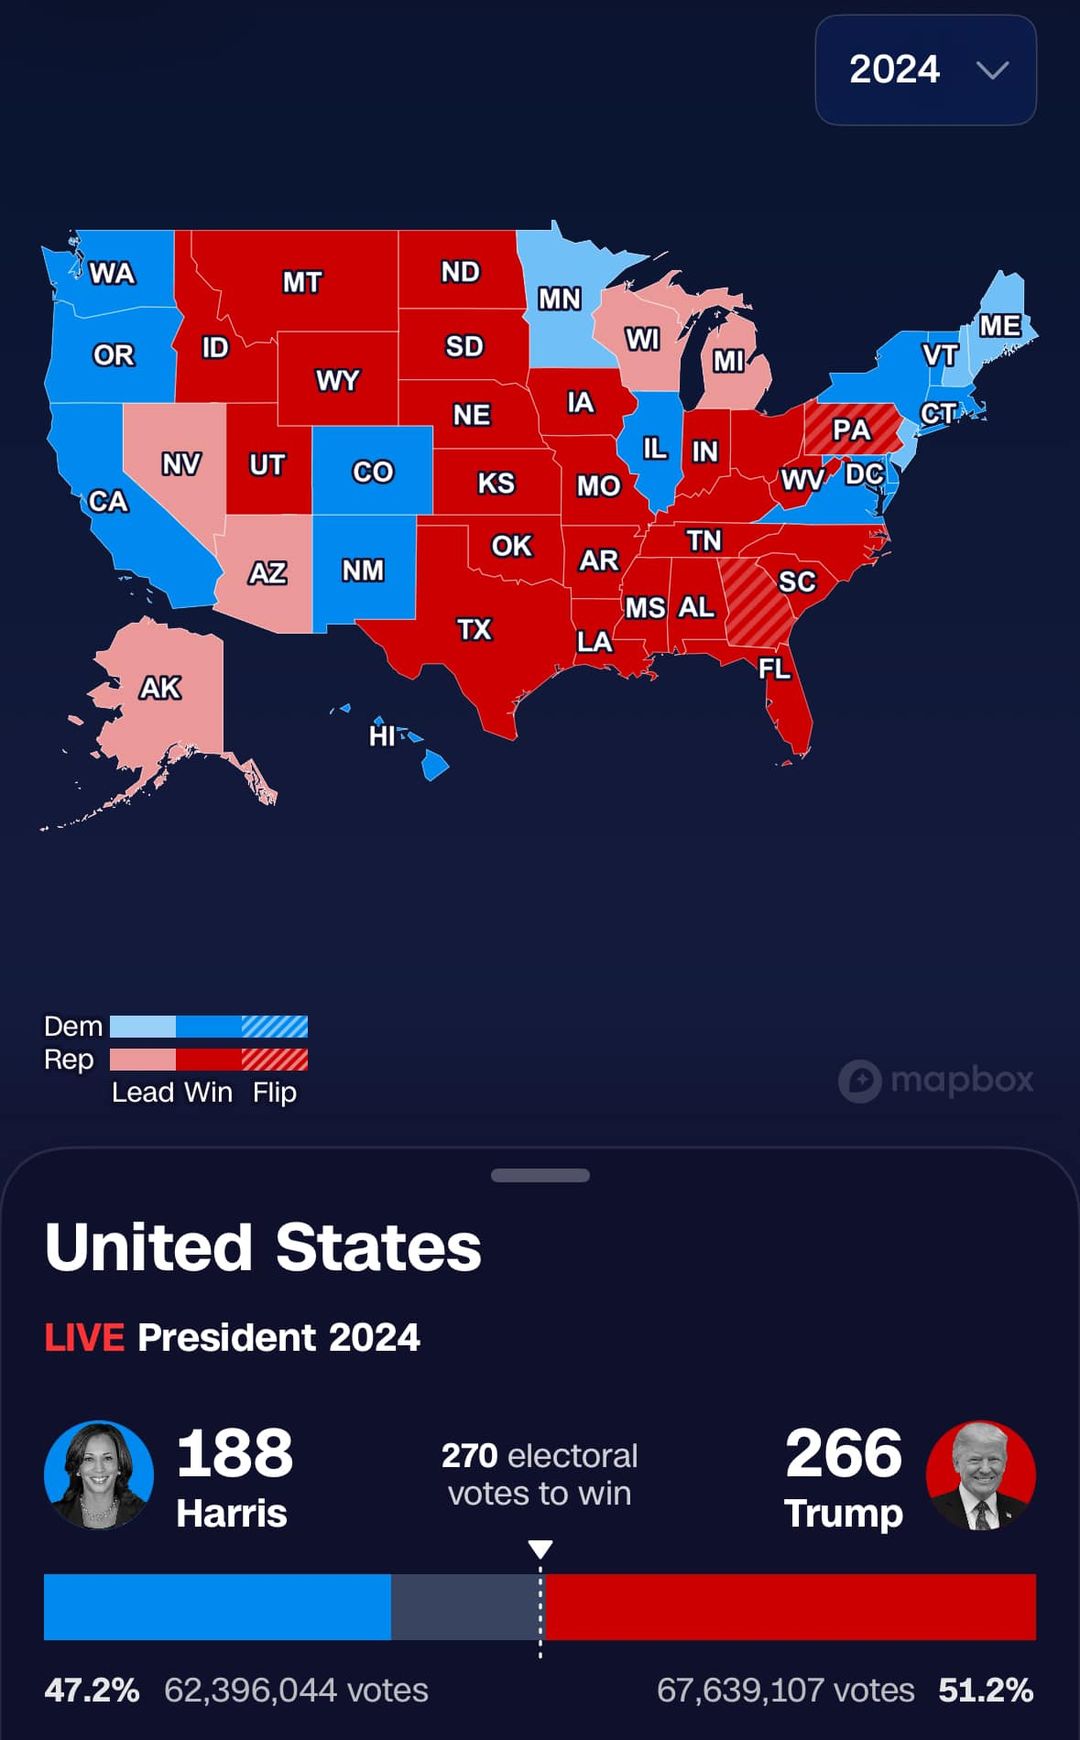 2024
WA
MT
ND
MN
ME
OR
ID
SD
WI
VT
WY
MI
NE
IA
CT
PA
NV
UT
CO
IL
IN
KS
MO
WV
DC
CA
OK
TN
AZ
NM
AR
SC
MS
AL
TX
LA
FL
AK
HI
Dem
Rep
Lead Win Flip
mapbox
United States
LIVE President 2024
188
Harris
270 electoral
votes to win
266
Trump
47.2% 62,396,044 votes
67,639,107 votes 51.2%